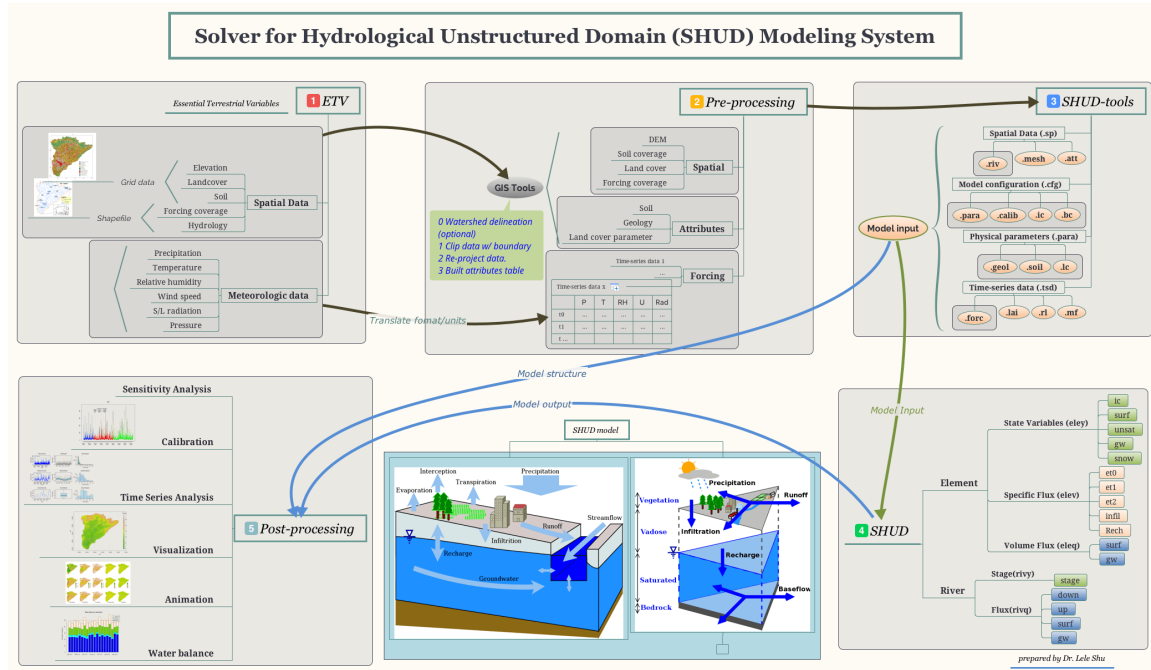 Solver for Hydrological Unstructured Domain (SHUD) Modeling System
Essential Terrestrial Variables
1 ETV
Grid data
Shapefile
Elevation
Landcover
Soil
Forcing coverage
Hydrology
Spatial Data
Precipitation
Temperature
Relative humidity
Wind speed
S/L radiation
Pressure
Meteorologic data
Translate fomat/units
2 Pre-processing
GIS Tools
0 Watershed delineation
(optional)
1 Clip data w/ boundary
2 Re-project data.
3 Built attributes table
DEM
Soil coverage
Land cover
Forcing coverage
Spatial
Soil
Geology
Land cover parameter
Attributes
Time-series data 1
...
Forcing
Time-series data x
P T RH U Rad
t0 ... ... ... ... ...
t1 ... ... ... ... ...
t ... ... ... ... ... ...
3 SHUD-tools
Model input
Spatial Data (.sp)
.riv .mesh .att
Model configuration (.cfg)
.para .calib .ic .bc
Physical parameters (.para)
.geol .soil .lc
Time-series data (.tsd)
.forc .lai .rl .mf
Model structure
Model output
Model Input
Sensitivity Analysis
Calibration
Time Series Analysis
Visualization
Animation
Water balance
5 Post-processing
SHUD model
Interception
Precipitation
Evaporation
Transpiration
Runoff
Streamflow
Infiltrition
Recharge
Groundwater
Precipitation
Runoff
Vegetation
Infiltration
Vadose
Recharge
Saturated
Baseflow
Bedrock
4 SHUD
Element
State Variables (eley)
ic
surf
unsat
gw
snow
Specific Flux (elev)
et0
et1
et2
infil
Rech
Volume Flux (eleq)
surf
gw
River
Stage(rivy)
stage
Flux(rivq)
down
up
surf
gw
prepared by Dr. Lele Shu